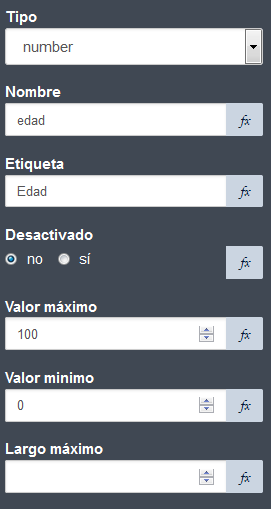 Tipo
number
Nombre
edad fx
Etiqueta
Edad fx
Desactivado
no sí fx
Valor máximo
100 fx
Valor minimo
0 fx
Largo máximo
fx